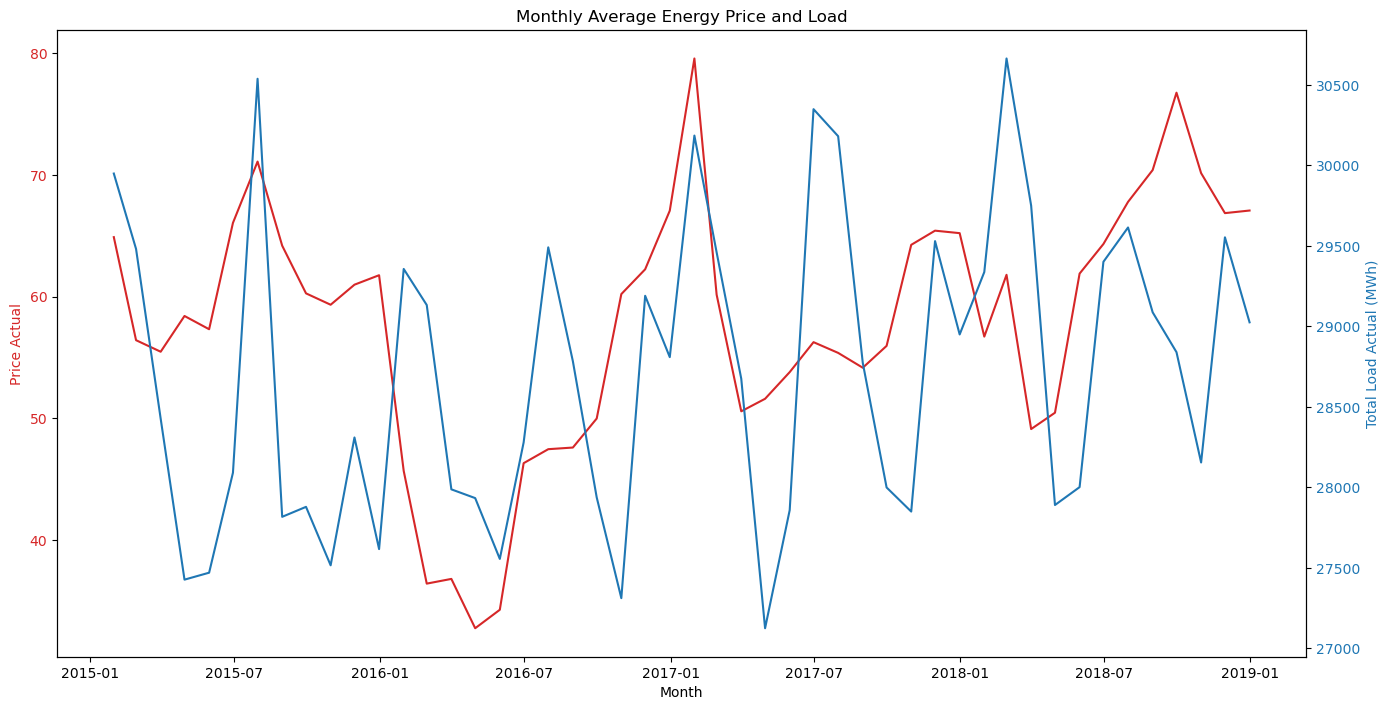 Monthly Average Energy Price and Load
80
70
60
50
40
Price Actual
30500
30000
29500
29000
28500
28000
27500
27000
Total Load Actual (MWh)
2015-01 2015-07 2016-01 2016-07 2017-01 2017-07 2018-01 2018-07 2019-01
Month